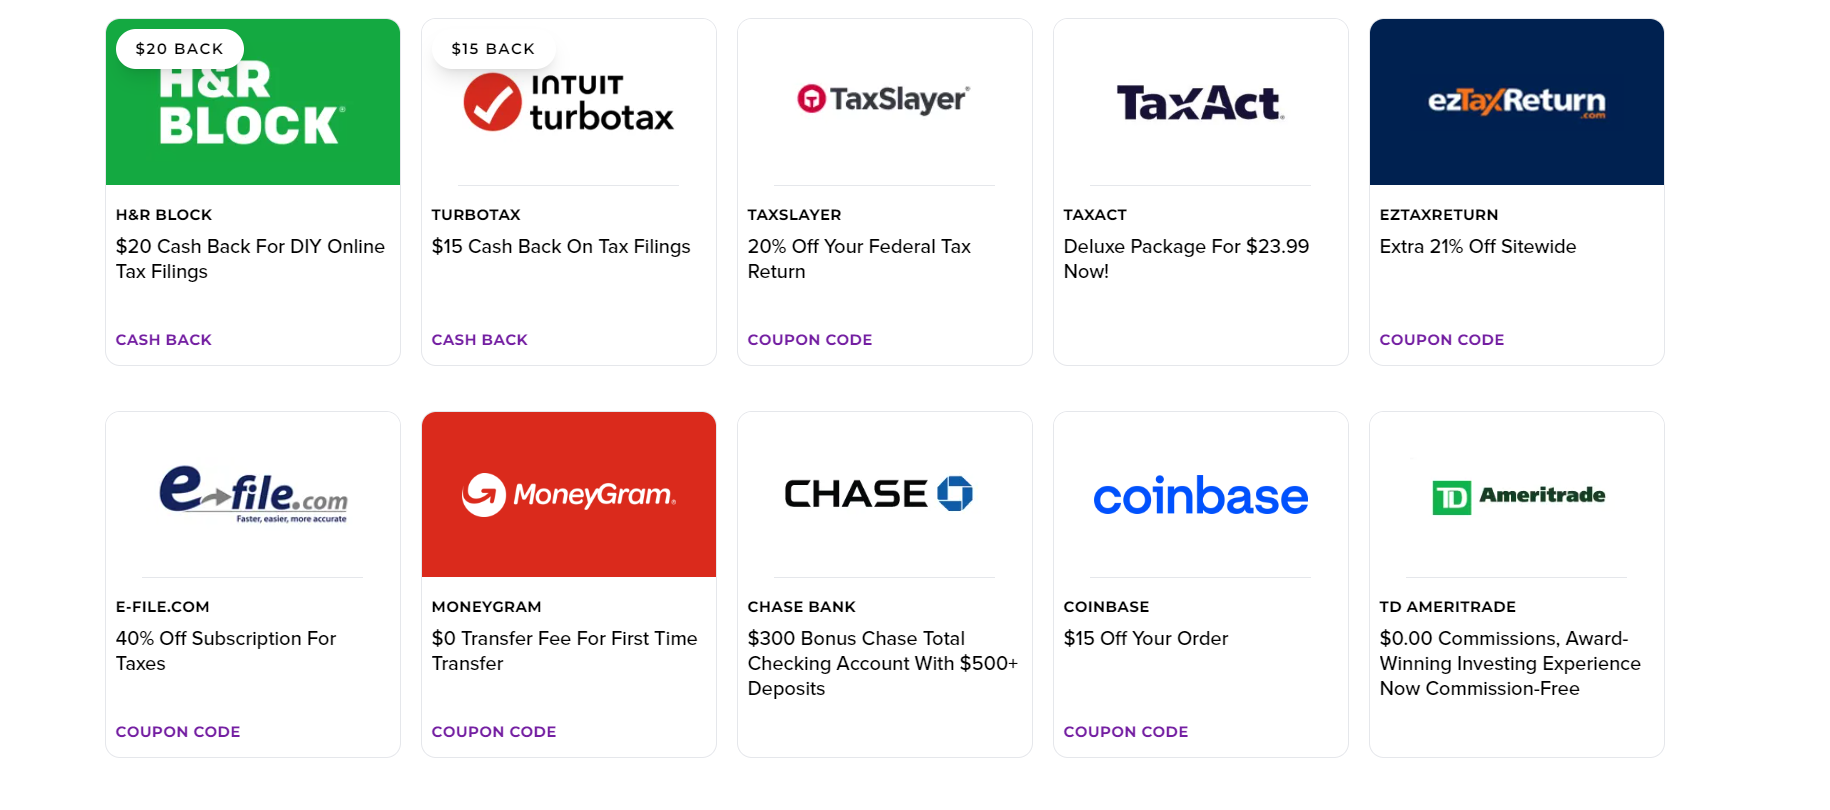 $20 BACK
H&R
BLOCK®
H&R BLOCK
$20 Cash Back For DIY Online
Tax Filings
CASH BACK
$15 BACK
INTUIT
turbotax
TURBOTAX
$15 Cash Back On Tax Filings
CASH BACK
TaxSlayer®
TAXSLAYER
20% Off Your Federal Tax
Return
COUPON CODE
TaxAct®
TAXACT
Deluxe Package For $23.99
Now!
ezTaxReturn
.com
EZTAXRETURN
Extra 21% Off Sitewide
COUPON CODE
e-file.com
Faster, easier, more accurate
E-FILE.COM
40% Off Subscription For
Taxes
COUPON CODE
MoneyGram®
MONEYGRAM
$0 Transfer Fee For First Time
Transfer
COUPON CODE
CHASE
CHASE BANK
$300 Bonus Chase Total
Checking Account With $500+
Deposits
coinbase
COINBASE
$15 Off Your Order
COUPON CODE
TD Ameritrade
TD AMERITRADE
$0.00 Commissions, Award-
Winning Investing Experience
Now Commission-Free